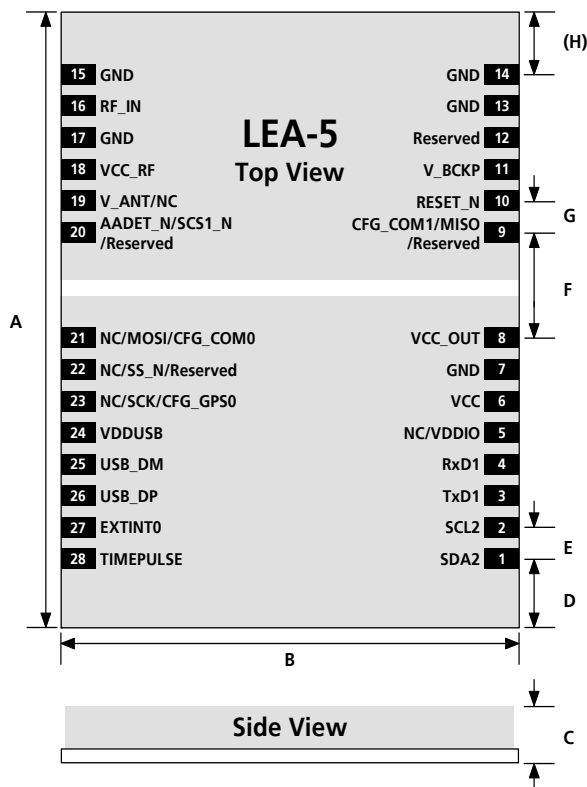 (H)
15 GND
GND 14
16 RF_IN
GND 13
17 GND
LEA-5
Reserved 12
18 VCC_RF
Top View
V_BCKP 11
19 V_ANT/NC
RESET_N 10
G
20 AADET_N/SCS1_N
/Reserved
CFG_COM1/MISO 9
/Reserved
F
A
21 NC/MOSI/CFG_COM0
VCC_OUT 8
22 NC/SS_N/Reserved
GND 7
23 NC/SCK/CFG_GPS0
VCC 6
24 VDDUSB
NC/VDDIO 5
25 USB_DM
RxD1 4
26 USB_DP
TxD1 3
27 EXTINT0
SCL2 2
E
28 TIMEPULSE
SDA2 1
D
B
Side View
C